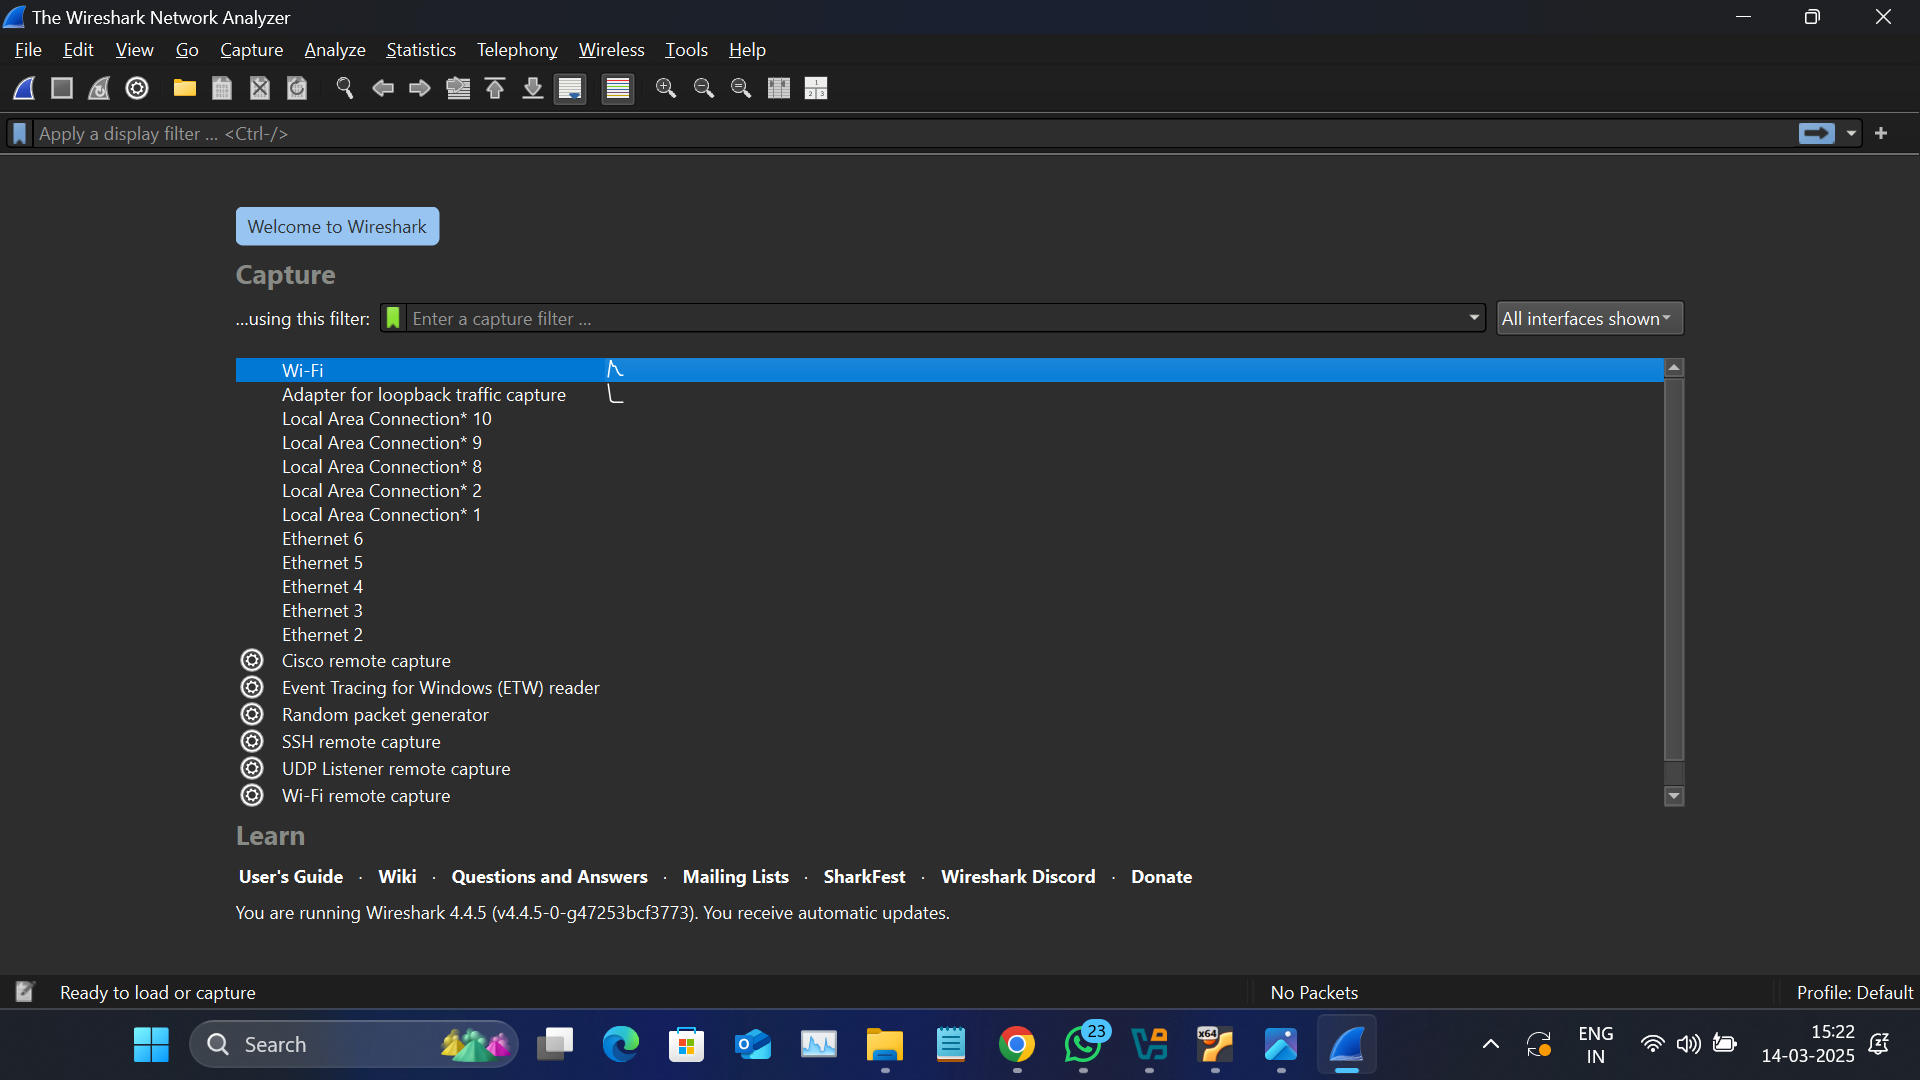 The Wireshark Network Analyzer
File Edit View Go Capture Analyze Statistics Telephony Wireless Tools Help
Apply a display filter ... <Ctrl-/>
Welcome to Wireshark
Capture
...using this filter: Enter a capture filter ... All interfaces shown
Wi-Fi
Adapter for loopback traffic capture
Local Area Connection* 10
Local Area Connection* 9
Local Area Connection* 8
Local Area Connection* 2
Local Area Connection* 1
Ethernet 6
Ethernet 5
Ethernet 4
Ethernet 3
Ethernet 2
Cisco remote capture
Event Tracing for Windows (ETW) reader
Random packet generator
SSH remote capture
UDP Listener remote capture
Wi-Fi remote capture
Learn
User's Guide · Wiki · Questions and Answers · Mailing Lists · SharkFest · Wireshark Discord · Donate
You are running Wireshark 4.4.5 (v4.4.5-0-g47253bcf3773). You receive automatic updates.
Ready to load or capture No Packets Profile: Default
Search 23 x64 ENG 15:22
IN 14-03-2025